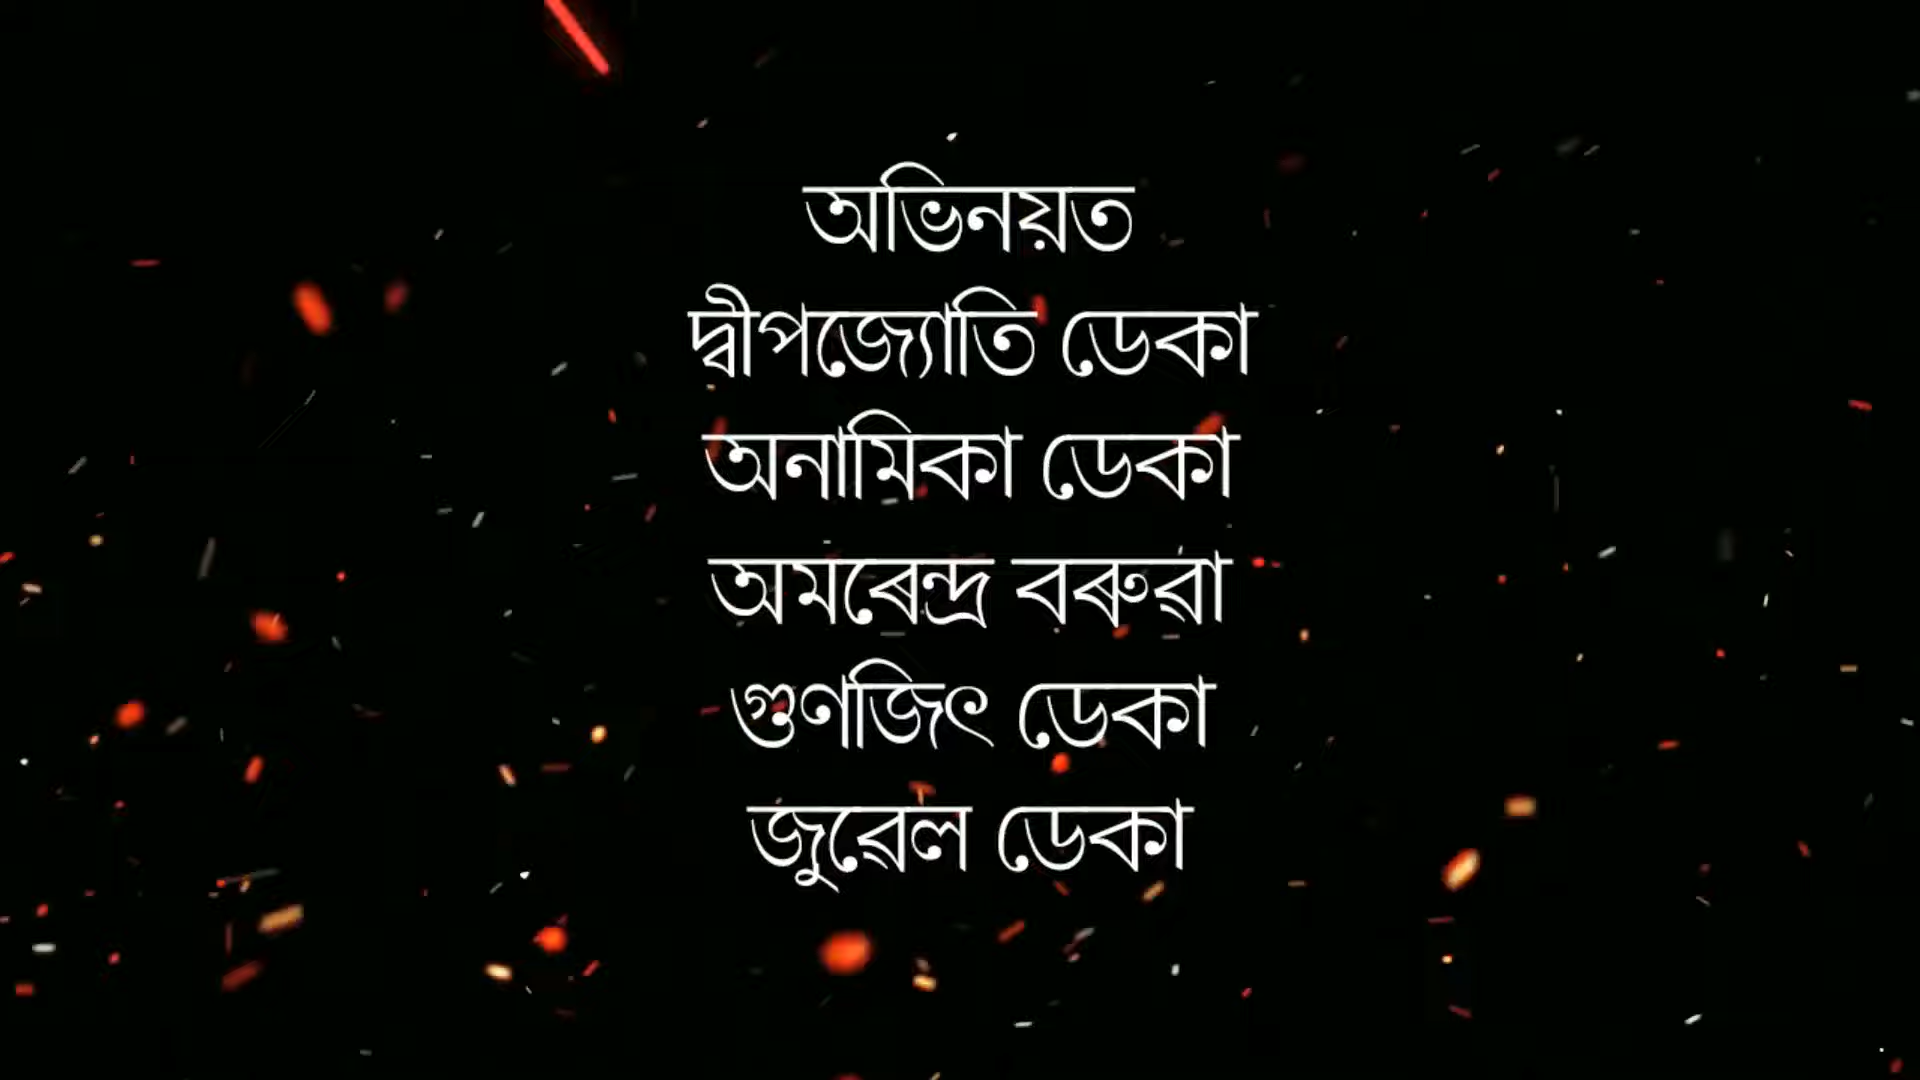 অভিনয়ত
দ্বীপজ্যোতি ডেকা
অনামিকা ডেকা
অমৰেন্দ্ৰ বৰুৱা
গুণজিৎ ডেকা
জুৱেল ডেকা